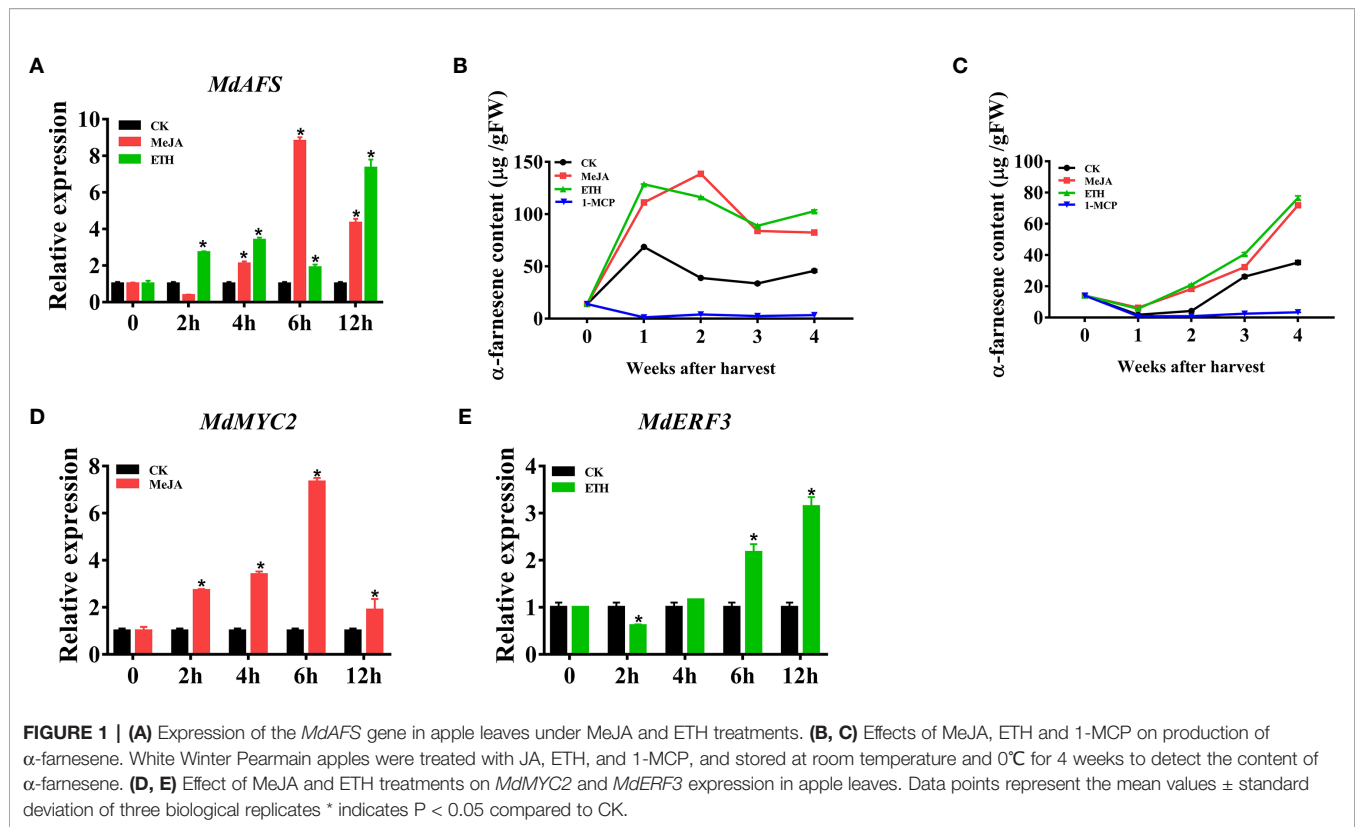 A
MdAFS
Relative expression
10
8
6
4
2
0
CK
MeJA
ETH
*
*
*
*
*
*
*
0 2h 4h 6h 12h
B
α-farnesene content (μg /gFW)
150
100
50
0
CK
MeJA
ETH
1-MCP
0 1 2 3 4
Weeks after harvest
C
α-farnesene content (μg /gFW)
100
80
60
40
20
0
CK
MeJA
ETH
1-MCP
0 1 2 3 4
Weeks after harvest
D
MdMYC2
Relative expression
8
6
4
2
0
CK
MeJA
*
*
*
*
0 2h 4h 6h 12h
E
MdERF3
Relative expression
4
3
2
1
0
CK
ETH
*
*
*
0 2h 4h 6h 12h
FIGURE 1 | (A) Expression of the MdAFS gene in apple leaves under MeJA and ETH treatments. (B, C) Effects of MeJA, ETH and 1-MCP on production of
α-farnesene. White Winter Pearmain apples were treated with JA, ETH, and 1-MCP, and stored at room temperature and 0℃ for 4 weeks to detect the content of
α-farnesene. (D, E) Effect of MeJA and ETH treatments on MdMYC2 and MdERF3 expression in apple leaves. Data points represent the mean values ± standard
deviation of three biological replicates * indicates P < 0.05 compared to CK.